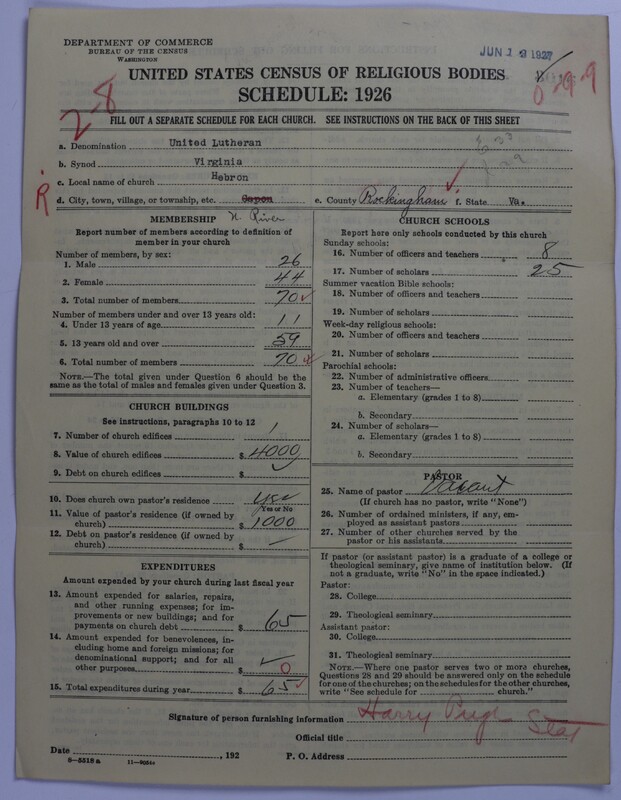 DEPARTMENT OF COMMERCE
BUREAU OF THE CENSUS
WASHINGTON
JUN 13 1927
UNITED STATES CENSUS OF RELIGIOUS BODIES
SCHEDULE: 1926
2-8
0-9-9
FILL OUT A SEPARATE SCHEDULE FOR EACH CHURCH. SEE INSTRUCTIONS ON THE BACK OF THIS SHEET
a. Denomination United Lutheran
b. Synod Virginia
c. Local name of church Hebron
R
d. City, town, village, or township, etc. Capon e. County Rockingham f. State Va.
N. River
MEMBERSHIP
Report number of members according to definition of
member in your church
Number of members, by sex:
1. Male 26
2. Female 44
3. Total number of members 70
Number of members under and over 13 years old:
4. Under 13 years of age 11
5. 13 years old and over 59
6. Total number of members 70
NOTE.—The total given under Question 6 should be the
same as the total of males and females given under Question 3.
CHURCH BUILDINGS
See instructions, paragraphs 10 to 12
7. Number of church edifices 1
8. Value of church edifices $ 4000
9. Debt on church edifices $
10. Does church own pastor's residence yes
Yes or No
11. Value of pastor's residence (if owned by
church) $ 1000
12. Debt on pastor's residence (if owned by
church) $ —
EXPENDITURES
Amount expended by your church during last fiscal year
13. Amount expended for salaries, repairs,
and other running expenses; for im-
provements or new buildings; and for
payments on church debt $ 65
14. Amount expended for benevolences, in-
cluding home and foreign missions; for
denominational support; and for all
other purposes $ 0
15. Total expenditures during year $ 65
CHURCH SCHOOLS
Report here only schools conducted by this church
Sunday schools:
16. Number of officers and teachers 8
17. Number of scholars 25
Summer vacation Bible schools:
18. Number of officers and teachers
19. Number of scholars
Week-day religious schools:
20. Number of officers and teachers
21. Number of scholars
Parochial schools:
22. Number of administrative officers
23. Number of teachers—
a. Elementary (grades 1 to 8)
b. Secondary
24. Number of scholars—
a. Elementary (grades 1 to 8)
b. Secondary
PASTOR
25. Name of pastor Vacant
(If church has no pastor, write "None")
26. Number of ordained ministers, if any, em-
ployed as assistant pastors
27. Number of other churches served by the
pastor or his assistants
If pastor (or assistant pastor) is a graduate of a college or
theological seminary, give name of institution below. (If
not a graduate, write "No" in the space indicated.)
Pastor:
28. College
29. Theological seminary
Assistant pastor:
30. College
31. Theological seminary
NOTE.—Where one pastor serves two or more churches,
Questions 28 and 29 should be answered only on the schedule
for one of the churches; on the schedules for the other churches,
write "See schedule for church."
Signature of person furnishing information Harry Pugh
Official title
Date , 192 P. O. Address
8—5518 a